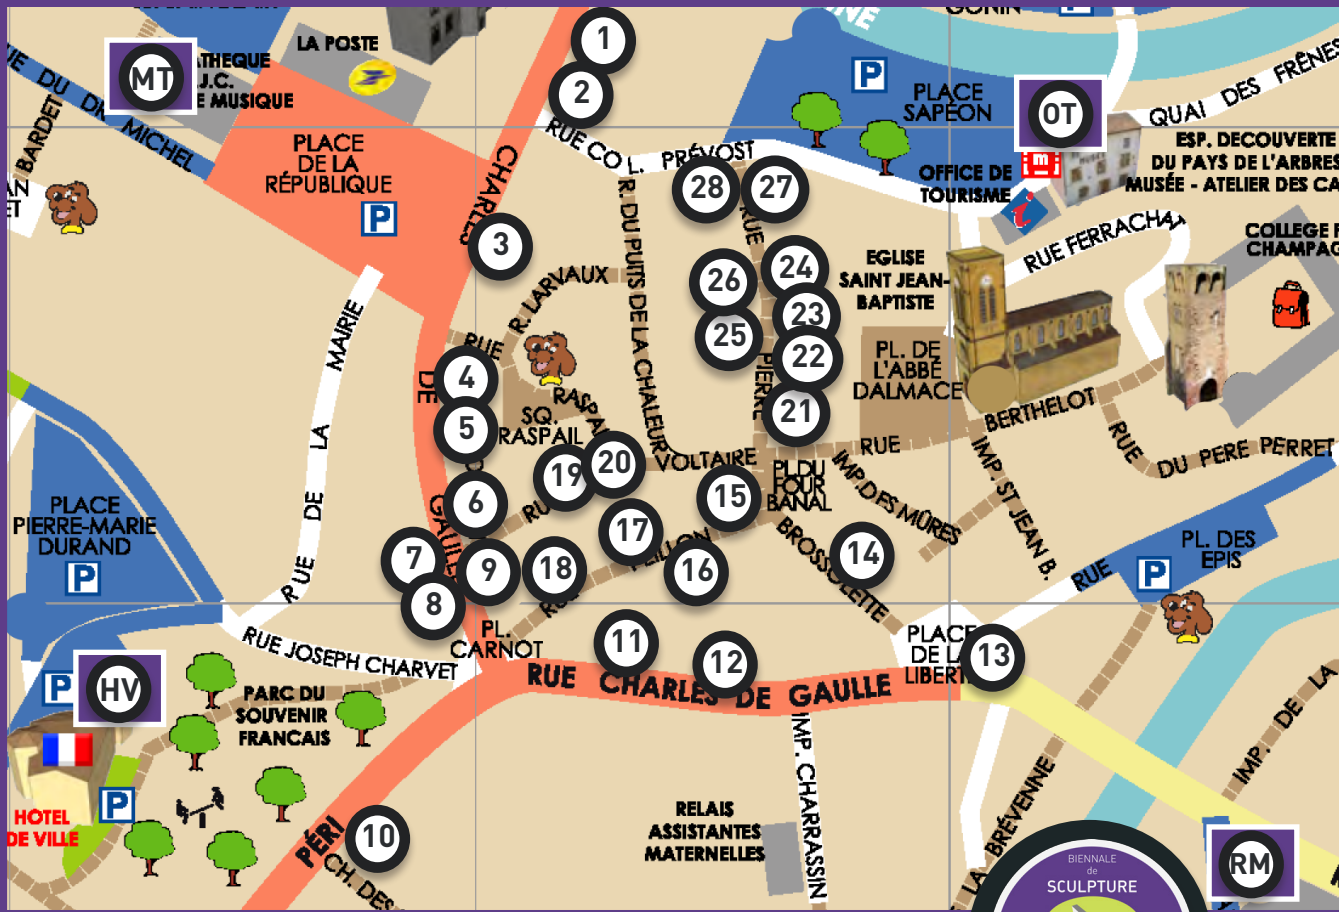 GONIN
MT
ATHEQUE
J.C.
E MUSIQUE
LA POSTE
UE DU DR MICHEL
BARDET
PLACE
DE LA
RÉPUBLIQUE
P
1
2
3
CHARLES
DE
GAULLE
RUE COL. PRÉVOST
P
PLACE
SAPÉON
OT
QUAI DES FRÊNES
ESP. DECOUVERTE
DU PAYS DE L'ARBRES
MUSÉE - ATELIER DES CA
OFFICE DE
TOURISME
i
m
RUE FERRACHAT
COLLEGE
CHAMPAG
28
27
26
25
24
23
22
21
RUE
PIERRE
BROSSOLETTE
EGLISE
SAINT JEAN-
BAPTISTE
PL. DE
L'ABBÉ
DALMACE
R. DU PUITS DE LA CHALEUR
R. LARVAUX
RUE
RASPAIL
SQ.
RASPAIL
4
5
6
7
8
9
RUE DE LA MAIRIE
RU
VOLTAIRE
19
20
15
17
16
18
14
PL.DU
FOUR
BANAL
RUE
BERTHELOT
IMP.DES MÛRES
IMP. ST JEAN B.
RUE
DU PERE PERRET
RUE
PL. DES
EPIS
P
PLACE
PIERRE-MARIE
DURAND
P
RUE JOSEPH CHARVET
PL.
CARNOT
11
12
13
RUE CHARLES DE GAULLE
PLACE
DE LA
LIBERT
P
HV
PARC DU
SOUVENIR
FRANCAIS
HOTEL
DE VILLE
P
PÉRI
10
CH. DES
RELAIS
ASSISTANTES
MATERNELLES
IMP. CHARRASSIN
LA BRÉVENNE
IMP. DE LA
RM
BIENNALE
de
SCULPTURE